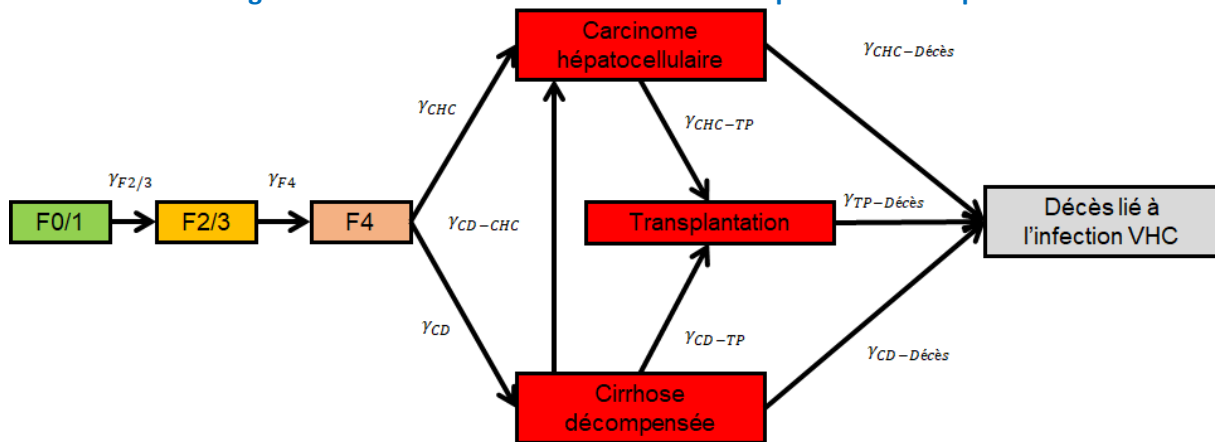 Carcinome
hépatocellulaire
γCHC−Décès
γCHC
γCHC−TP
γF2/3
γF4
γCD−CHC
γTP−Décès
F0/1
F2/3
F4
Transplantation
Décès lié à
l'infection VHC
γCD
γCD−TP
γCD−Décès
Cirrhose
décompensée